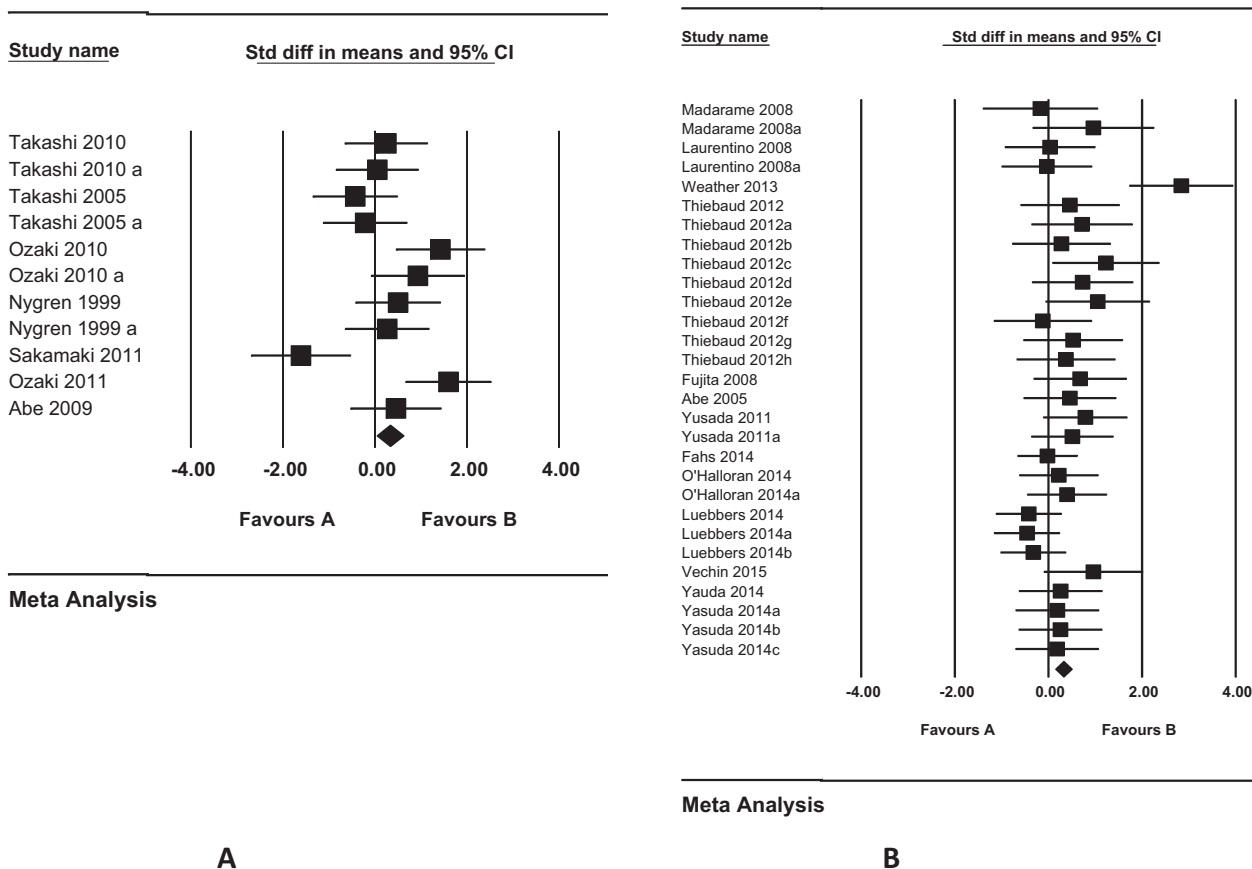 Study name
Std diff in means and 95% CI
Takashi 2010
Takashi 2010 a
Takashi 2005
Takashi 2005 a
Ozaki 2010
Ozaki 2010 a
Nygren 1999
Nygren 1999 a
Sakamaki 2011
Ozaki 2011
Abe 2009
-4.00 -2.00 0.00 2.00 4.00
Favours A Favours B
Meta Analysis
A
Study name
Std diff in means and 95% CI
Madarame 2008
Madarame 2008a
Laurentino 2008
Laurentino 2008a
Weather 2013
Thiebaud 2012
Thiebaud 2012a
Thiebaud 2012b
Thiebaud 2012c
Thiebaud 2012d
Thiebaud 2012e
Thiebaud 2012f
Thiebaud 2012g
Thiebaud 2012h
Fujita 2008
Abe 2005
Yusada 2011
Yusada 2011a
Fahs 2014
O'Halloran 2014
O'Halloran 2014a
Luebbers 2014
Luebbers 2014a
Luebbers 2014b
Vechin 2015
Yauda 2014
Yasuda 2014a
Yasuda 2014b
Yasuda 2014c
-4.00 -2.00 0.00 2.00 4.00
Favours A Favours B
Meta Analysis
B